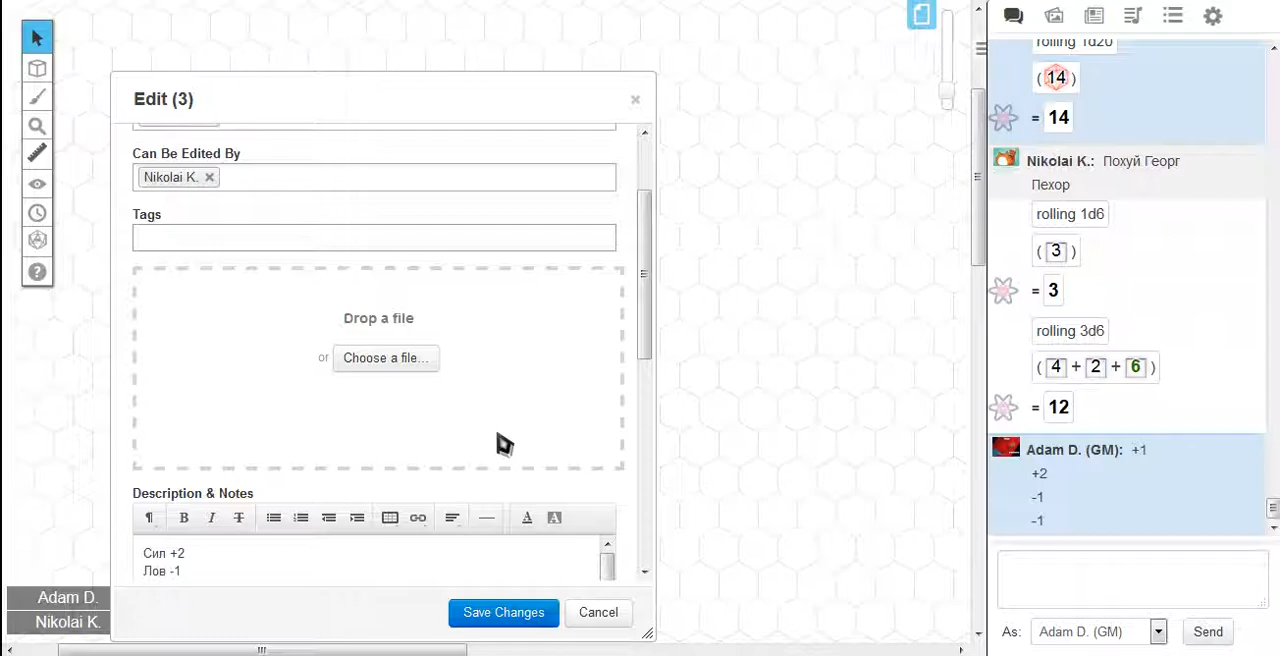 Edit (3)
×
Can Be Edited By
Nikolai K. ×
Tags
Drop a file
or Choose a file...
Description & Notes
¶ B I T A A
Сил +2
Лов -1
Save Changes Cancel
Adam D.
Nikolai K.
rolling 1d20
(14)
= 14
Nikolai K.: Похуй Георг
Пехор
rolling 1d6
(3)
= 3
rolling 3d6
(4+2+6)
= 12
Adam D. (GM): +1
+2
-1
-1
As: Adam D. (GM) Send